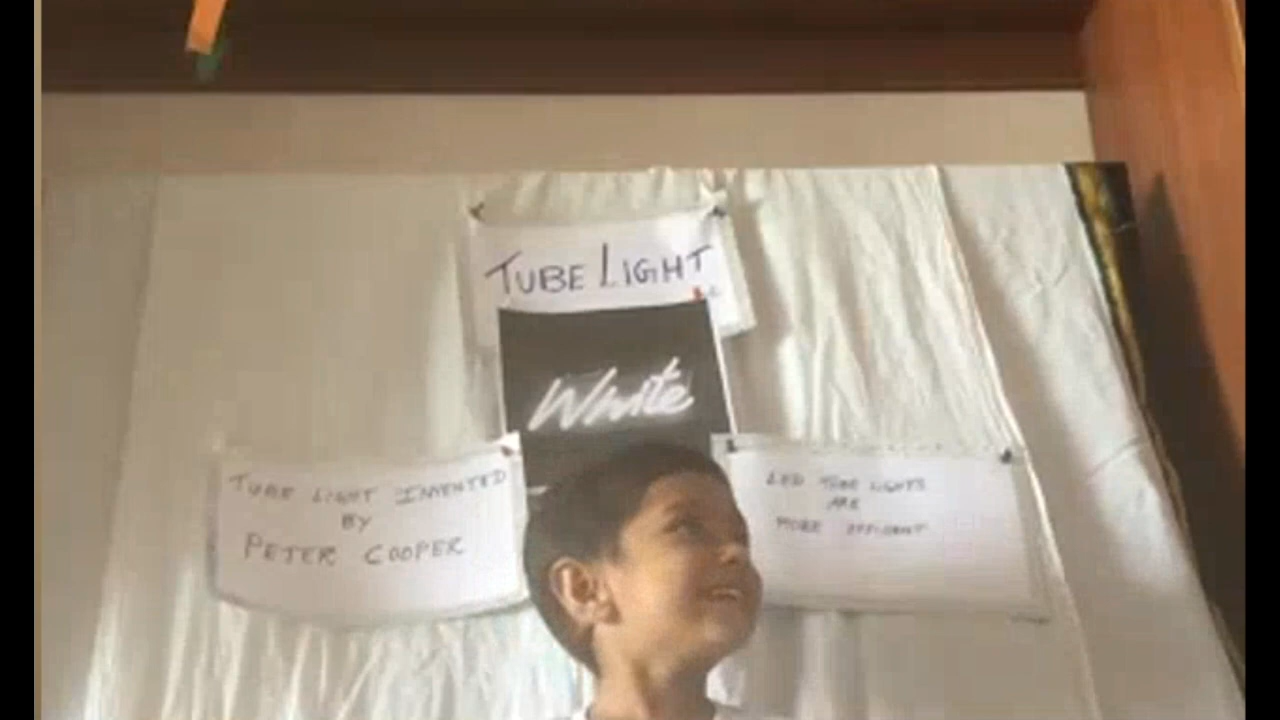 TUBE LIGHT
White
TUBE LIGHT INVENTED
BY
PETER COOPER
LED TUBE LIGHTS
ARE
MORE EFFICIENT